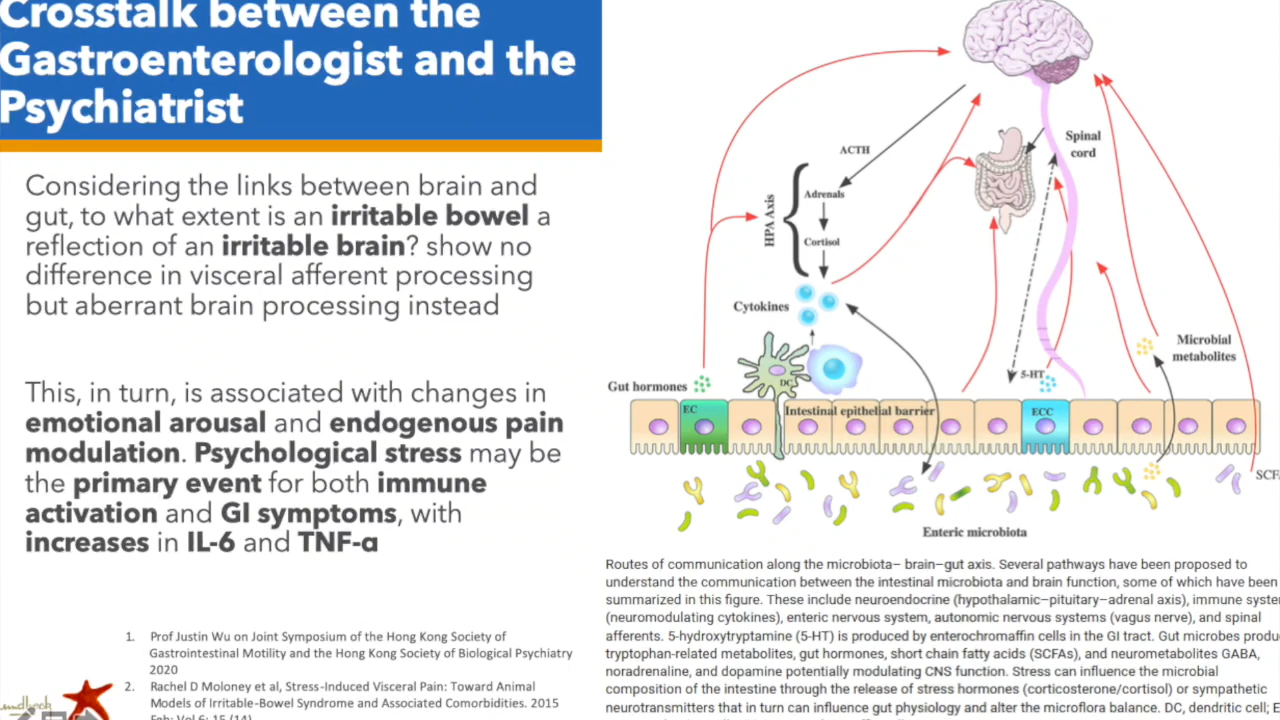 Crosstalk between the
Gastroenterologist and the
Psychiatrist
Considering the links between brain and
gut, to what extent is an irritable bowel a
reflection of an irritable brain? show no
difference in visceral afferent processing
but aberrant brain processing instead
This, in turn, is associated with changes in
emotional arousal and endogenous pain
modulation. Psychological stress may be
the primary event for both immune
activation and GI symptoms, with
increases in IL-6 and TNF-α
1. Prof Justin Wu on Joint Symposium of the Hong Kong Society of
Gastrointestinal Motility and the Hong Kong Society of Biological Psychiatry
2020
2. Rachel D Moloney et al, Stress-Induced Visceral Pain: Toward Animal
Models of Irritable-Bowel Syndrome and Associated Comorbidities. 2015
Feb; Vol 6: 15 (14)
Spinal
cord
ACTH
HPA Axis
Adrenals
Cortisol
Cytokines
Microbial
metabolites
Gut hormones
DC
5-HT
EC
Intestinal epithelial barrier
ECC
SCFA
Enteric microbiota
Routes of communication along the microbiota– brain–gut axis. Several pathways have been proposed to
understand the communication between the intestinal microbiota and brain function, some of which have been
summarized in this figure. These include neuroendocrine (hypothalamic–pituitary–adrenal axis), immune syste
(neuromodulating cytokines), enteric nervous system, autonomic nervous systems (vagus nerve), and spinal
afferents. 5-hydroxytryptamine (5-HT) is produced by enterochromaffin cells in the GI tract. Gut microbes produ
tryptophan-related metabolites, gut hormones, short chain fatty acids (SCFAs), and neurometabolites GABA,
noradrenaline, and dopamine potentially modulating CNS function. Stress can influence the microbial
composition of the intestine through the release of stress hormones (corticosterone/cortisol) or sympathetic
neurotransmitters that in turn can influence gut physiology and alter the microflora balance. DC, dendritic cell; E